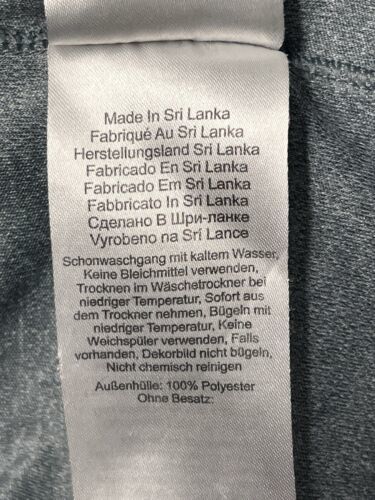 Made In Sri Lanka
Fabriqué Au Sri Lanka
Herstellungsland Sri Lanka
Fabricado En Sri Lanka
Fabricado Em Sri Lanka
Fabbricato In Sri Lanka
Сделано В Шри-ланке
Vyrobeno na Srí Lance
Schonwaschgang mit kaltem Wasser,
Keine Bleichmittel verwenden,
Trocknen im Wäschetrockner bei
niedriger Temperatur, Sofort aus
dem Trockner nehmen, Bügeln mit
niedriger Temperatur, Keine
Weichspüler verwenden, Falls
vorhanden, Dekorbild nicht bügeln,
Nicht chemisch reinigen
Außenhülle: 100% Polyester
Ohne Besatz: